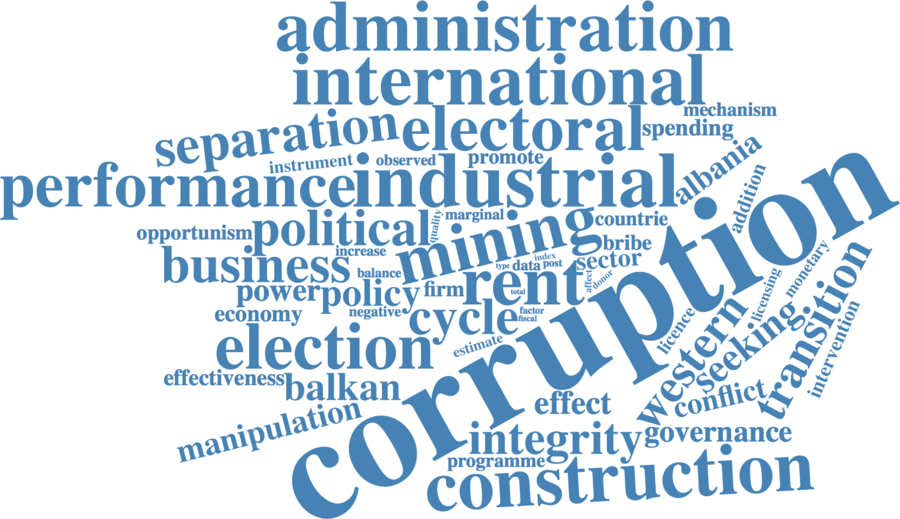 administration
international
mechanism
separation
electoral
spending
instrument
observed
promote
albania
performance
industrial
corruption
addition
opportunism
political
quality
marginal
mining
countrie
increase
bribe
business
balance
type
data
index
post
sector
affect
donor
licensing
monetary
transition
power
policy
firm
rent
total
economy
negative
cycle
factor
fiscal
licence
western
seeking
intervention
election
estimate
effectiveness
balkan
effect
conflict
manipulation
integrity
governance
programme
construction